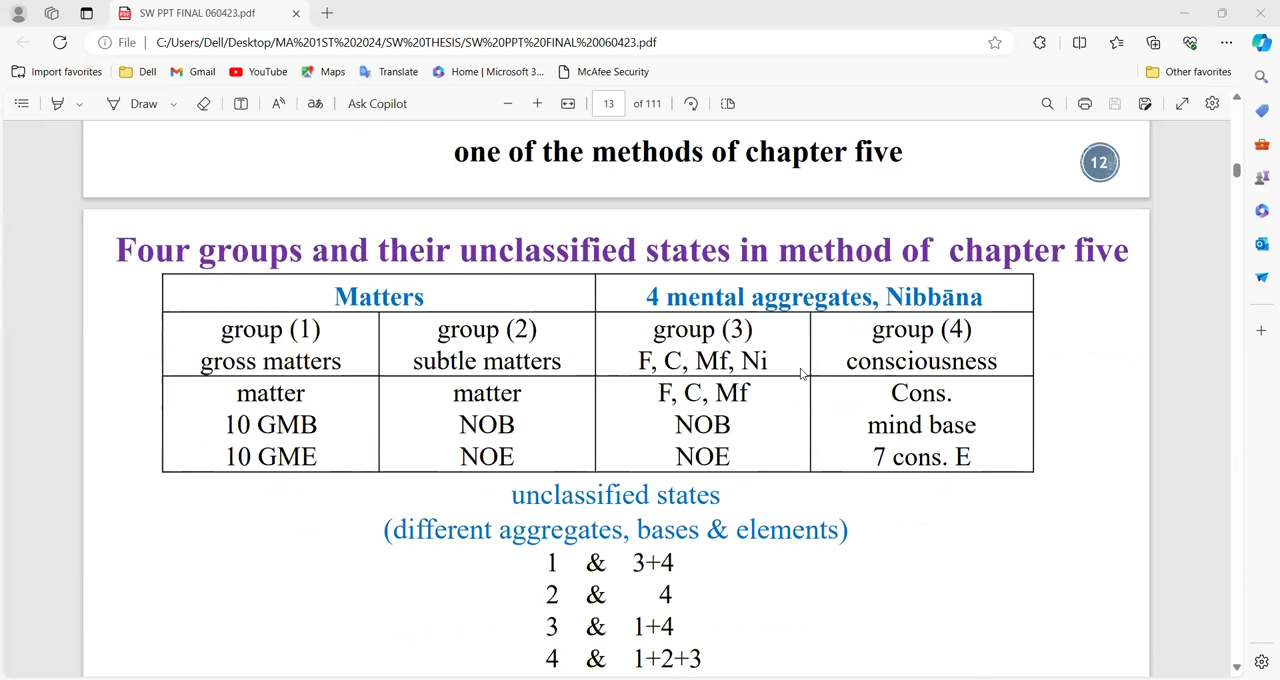 SW PPT FINAL 060423.pdf
File C:/Users/Dell/Desktop/MA%201ST%202024/SW%20THESIS/SW%20PPT%20FINAL%20060423.pdf
Import favorites Dell Gmail YouTube Maps Translate Home | Microsoft 3... McAfee Security Other favorites
Draw Ask Copilot 13 of 111
one of the methods of chapter five
12
Four groups and their unclassified states in method of chapter five
Matters 4 mental aggregates, Nibbāna
group (1) group (2) group (3) group (4)
gross matters subtle matters F, C, Mf, Ni consciousness
matter matter F, C, Mf Cons.
10 GMB NOB NOB mind base
10 GME NOE NOE 7 cons. E
unclassified states
(different aggregates, bases & elements)
1 & 3+4
2 & 4
3 & 1+4
4 & 1+2+3